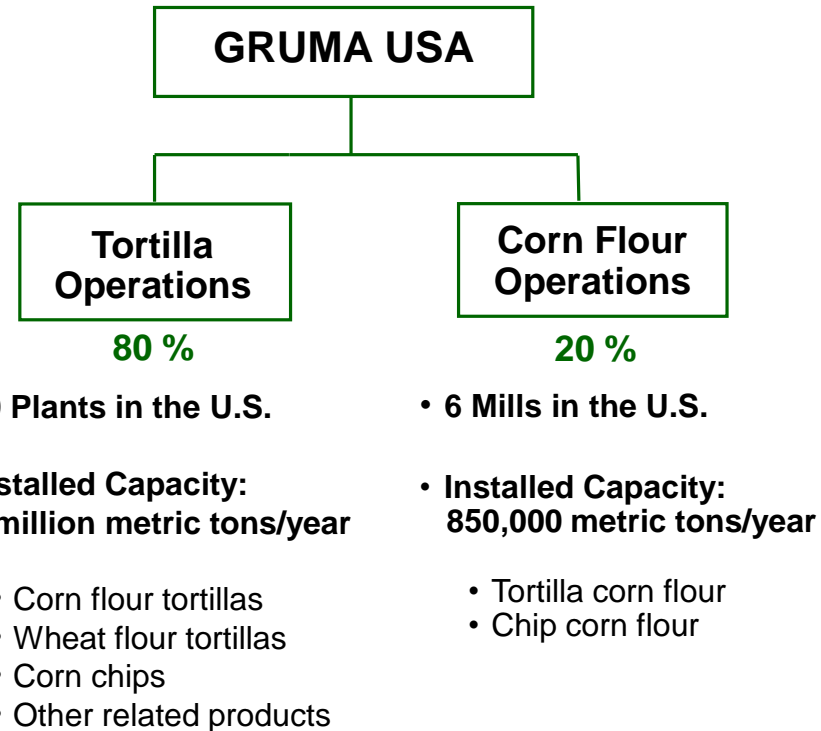 GRUMA USA
Tortilla
Operations
80 %
Plants in the U.S.
Capacity:
million metric tons/year
• Corn flour tortillas
• Wheat flour tortillas
• Corn chips
• Other related products
Corn Flour
Operations
20 %
• 6 Mills in the U.S.
• Installed Capacity:
850,000 metric tons/year
• Tortilla corn flour
• Chip corn flour